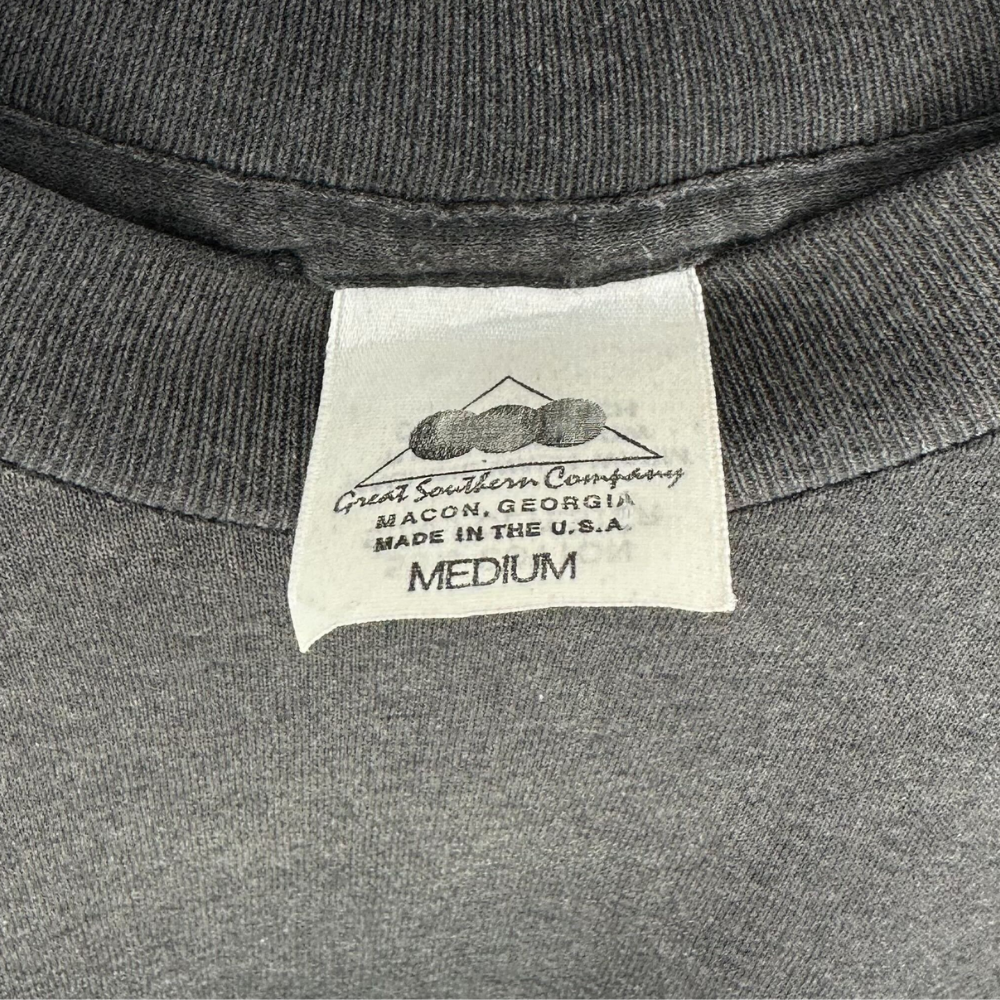 Great Southern Company
MACON, GEORGIA
MADE IN THE U.S.A.
MEDIUM